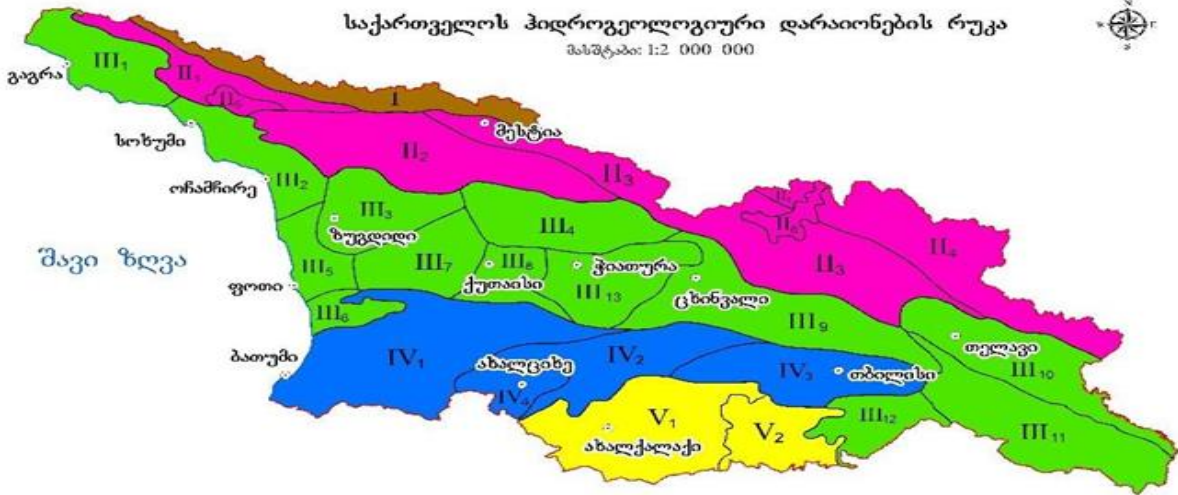 საქართველოს ჰიდროგეოლოგიური დარაიონების რუკა
მასშტაბი: 1:2 000 000
III₁
გაგრა
II₁
I
სოხუმი
მესტია
II₂
II₃
ოჩამჩირე
III₂
III₃
ზუგდიდი
III₄
II₄
II₃
შავი ზღვა
III₅
III₇
III₈
ჭიათურა
ქუთაისი
III₁₃
ცხინვალი
ფოთი
III₆
III₉
თელავი
ბათუმი
IV₁
ახალციხე
IV₂
IV₃
თბილისი
III₁₀
IV₄
V₁
V₂
III₁₂
III₁₁
ახალქალაქი